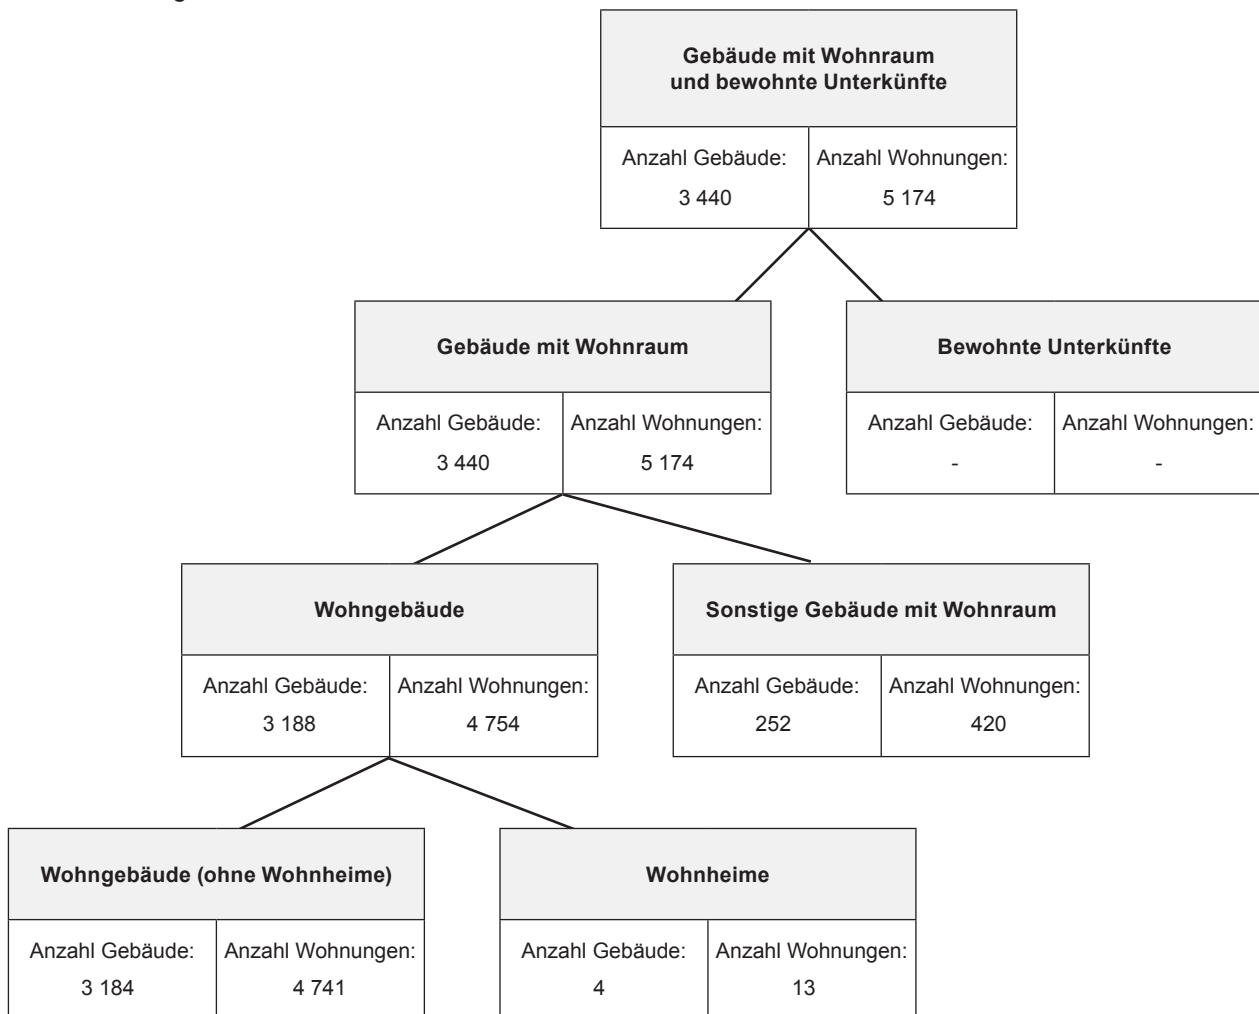 Gebäude mit Wohnraum
und bewohnte Unterkünfte
Anzahl Gebäude: Anzahl Wohnungen:
3 440 5 174
Gebäude mit Wohnraum
Anzahl Gebäude: Anzahl Wohnungen:
3 440 5 174
Bewohnte Unterkünfte
Anzahl Gebäude: Anzahl Wohnungen:
- -
Wohngebäude
Anzahl Gebäude: Anzahl Wohnungen:
3 188 4 754
Sonstige Gebäude mit Wohnraum
Anzahl Gebäude: Anzahl Wohnungen:
252 420
Wohngebäude (ohne Wohnheime)
Anzahl Gebäude: Anzahl Wohnungen:
3 184 4 741
Wohnheime
Anzahl Gebäude: Anzahl Wohnungen:
4 13